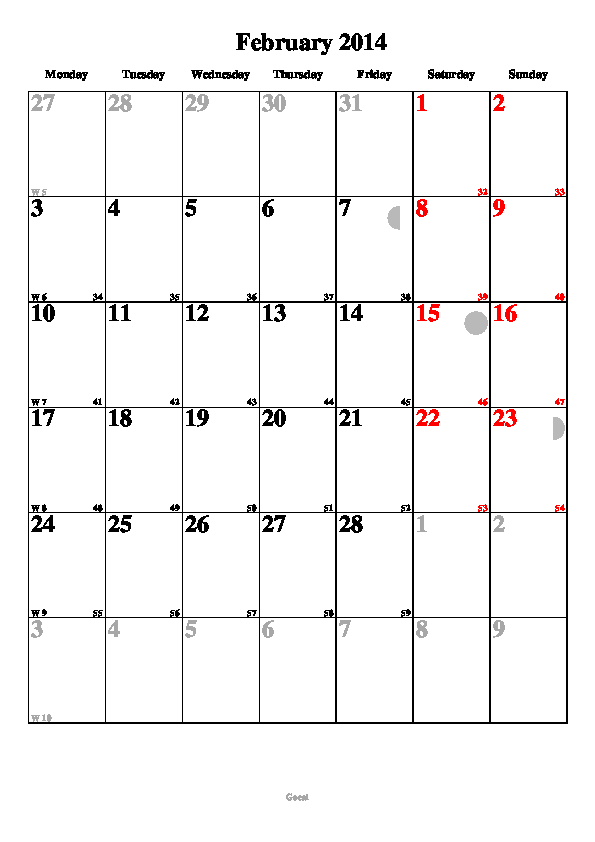 February 2014
Monday Tuesday Wednesday Thursday Friday Saturday Sunday
27 28 29 30 31 1 2
W 5 32 33
3 4 5 6 7 8 9
W 6 34 35 36 37 38 39 40
10 11 12 13 14 15 16
W 7 41 42 43 44 45 46 47
17 18 19 20 21 22 23
W 8 48 49 50 51 52 53 54
24 25 26 27 28 1 2
W 9 55 56 57 58 59
3 4 5 6 7 8 9
W 10
Guest